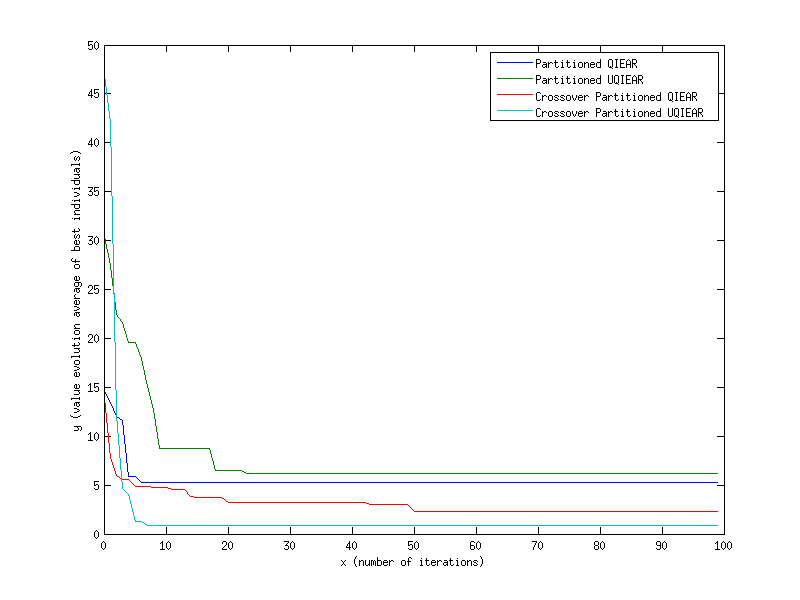 50
45
40
35
30
25
20
15
10
5
0
y (value evolution average of best individuals)
Partitioned QIEAR
Partitioned UQIEAR
Crossover Partitioned QIEAR
Crossover Partitioned UQIEAR
0 10 20 30 40 50 60 70 80 90 100
x (number of iterations)